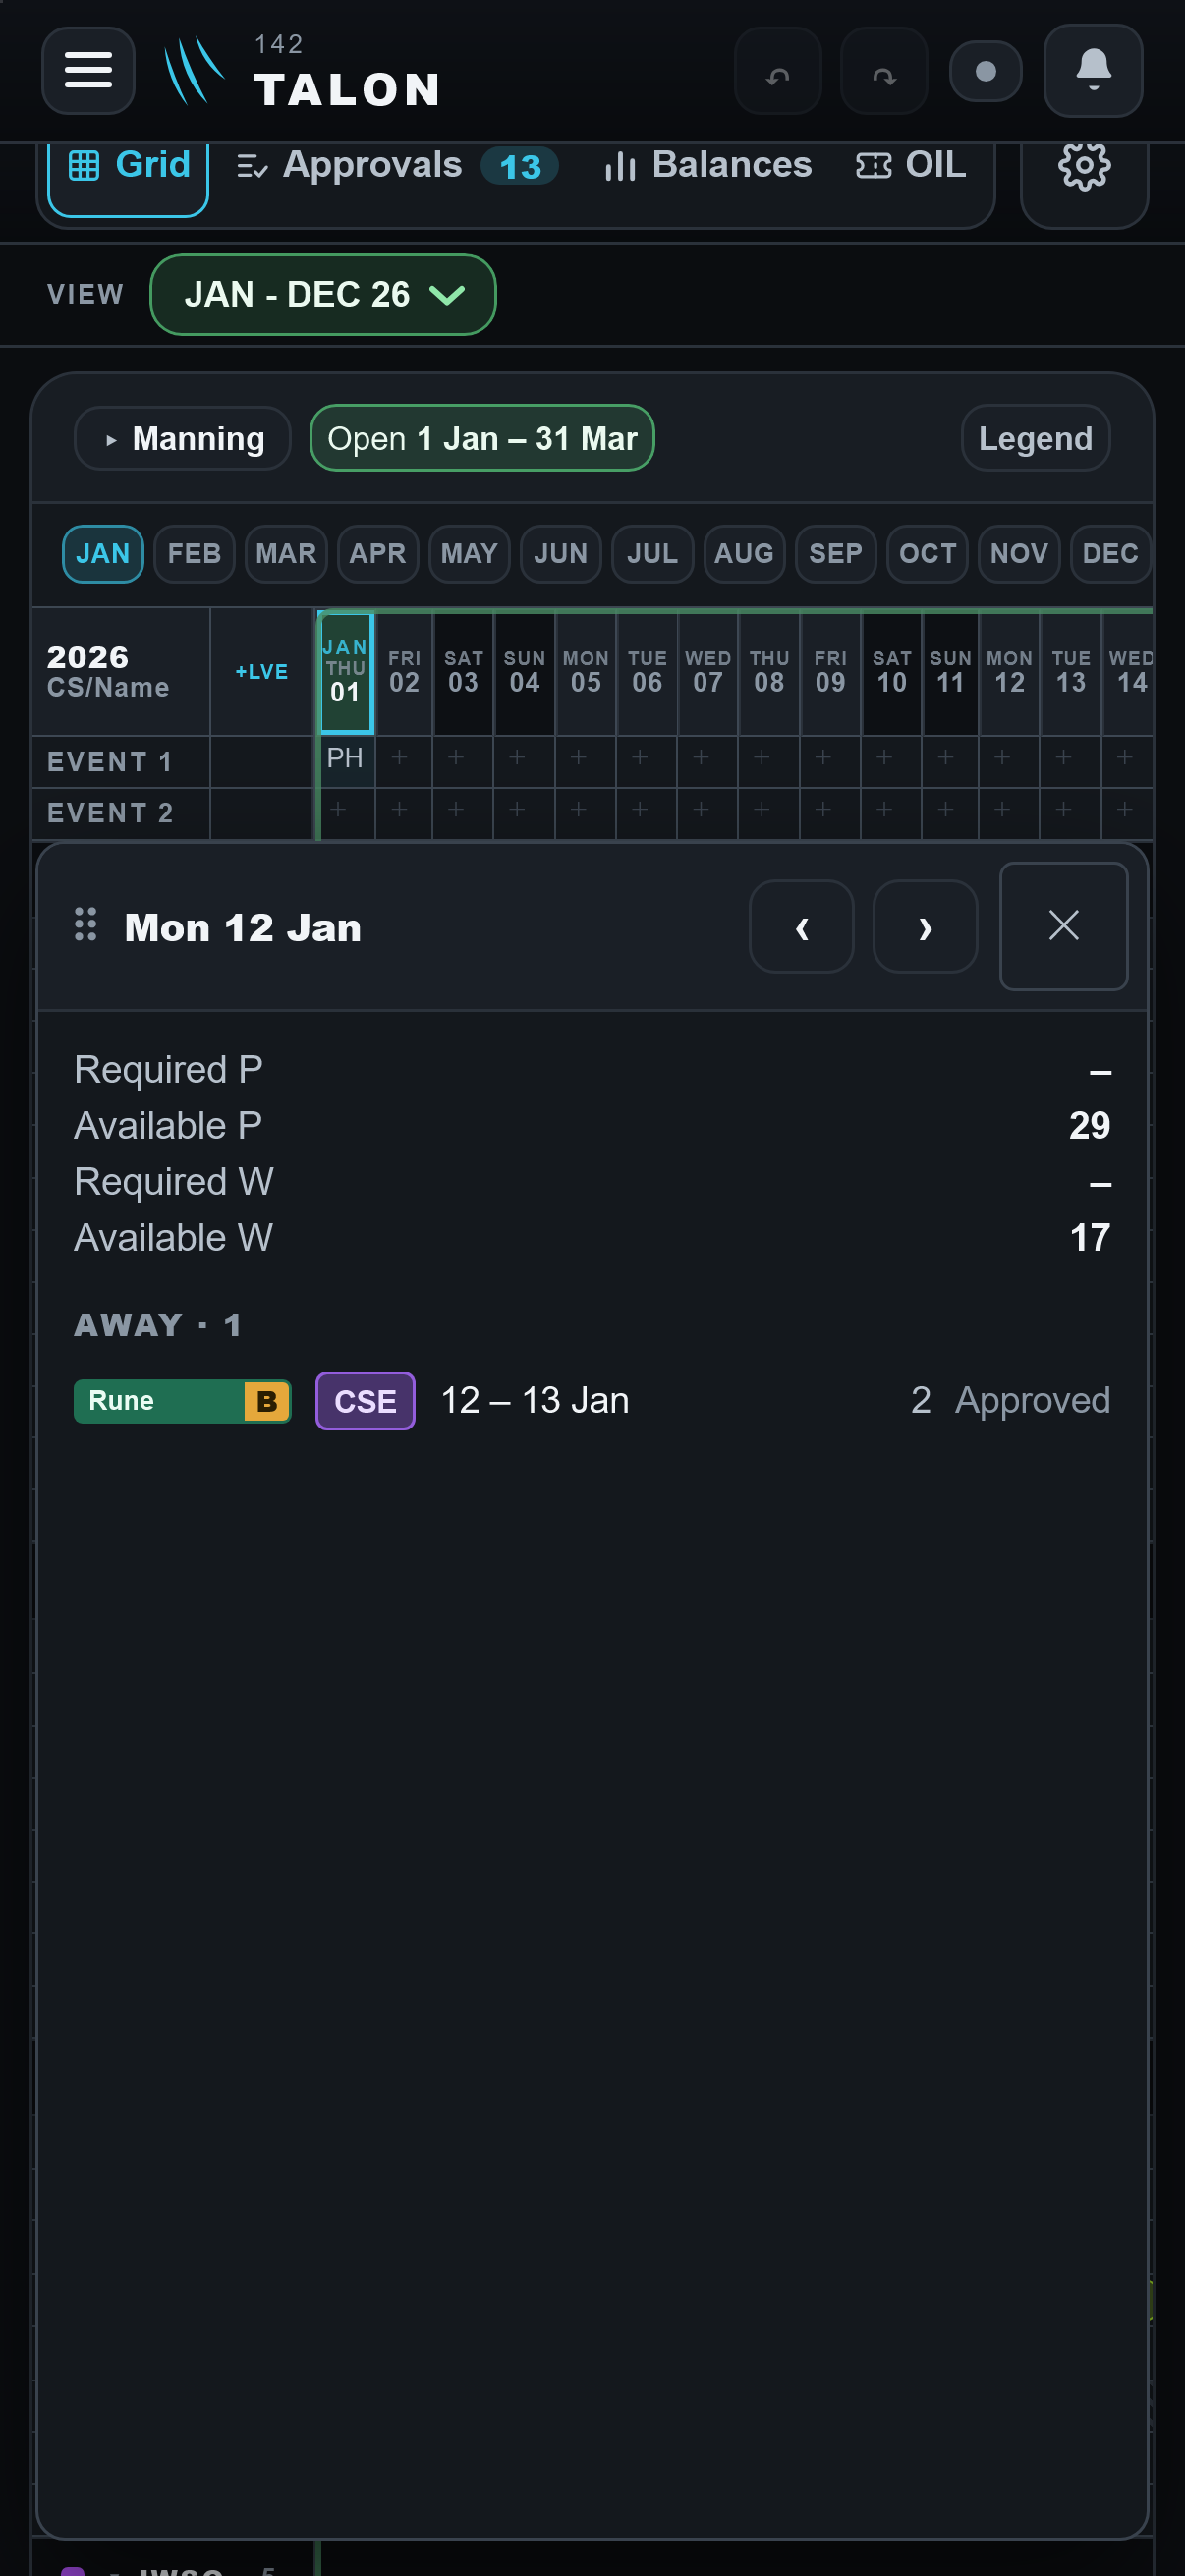 142
TALON
Grid Approvals 13 Balances OIL
VIEW JAN - DEC 26
Manning Open 1 Jan – 31 Mar Legend
JAN FEB MAR APR MAY JUN JUL AUG SEP OCT NOV DEC
2026
CS/Name
+LVE
JAN THU 01
FRI 02
SAT 03
SUN 04
MON 05
TUE 06
WED 07
THU 08
FRI 09
SAT 10
SUN 11
MON 12
TUE 13
WED 14
EVENT 1 PH + + + + + + + + + + + + +
EVENT 2 + + + + + + + + + + + + + +
Mon 12 Jan ‹ ›
Required P –
Available P 29
Required W –
Available W 17
AWAY · 1
Rune B CSE 12 – 13 Jan 2 Approved